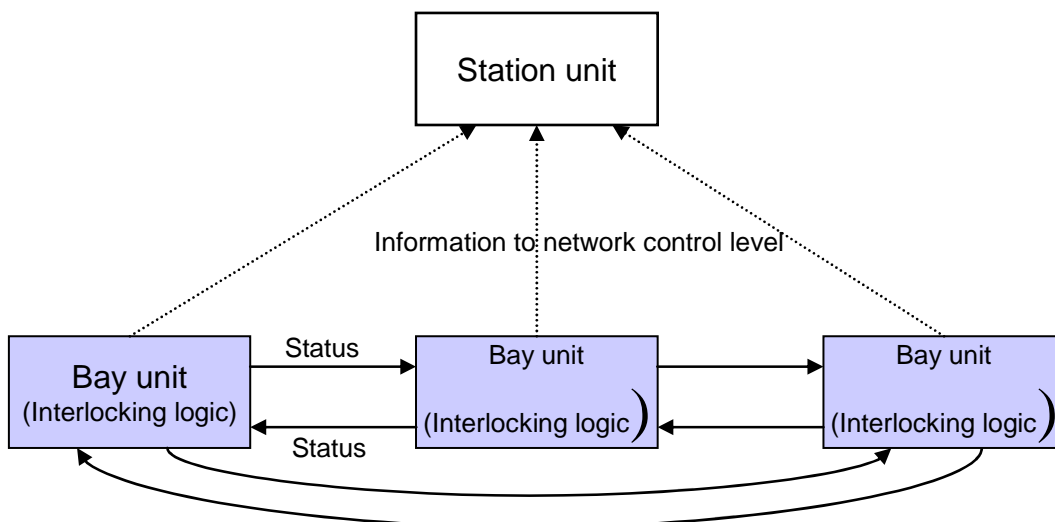 Station unit
Information to network control level
Status
Bay unit
(Interlocking logic)
Status
Bay unit
(Interlocking logic)
Bay unit
(Interlocking logic)